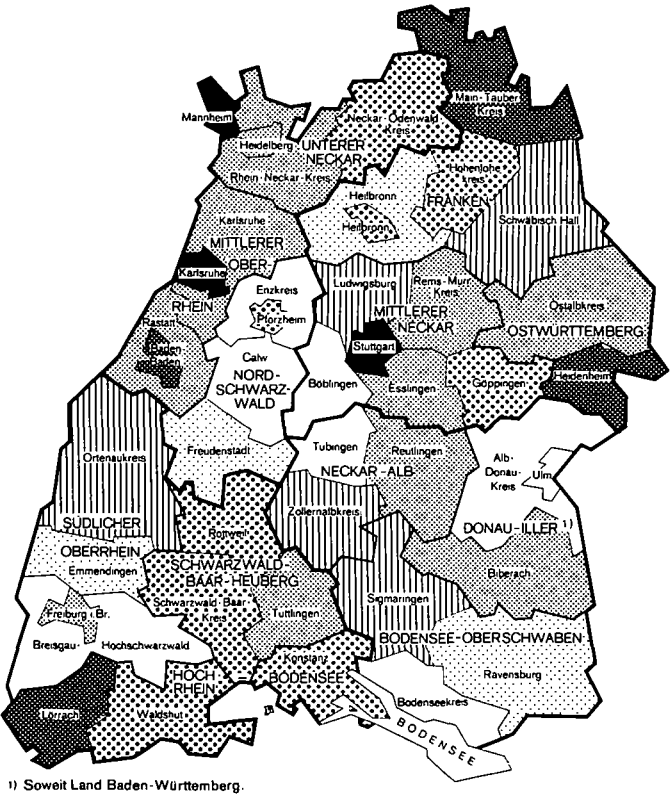 Main-Tauber
Kreis
Mannheim
Neckar-Odenwald
Kreis
Heidelberg
UNTERER
NECKAR
Rhein-Neckar-Kreis
Hohenlohe
kreis
FRANKEN
Heilbronn
Heilbronn
Schwäbisch Hall
Karlsruhe
MITTLERER
OBER-
Karlsruhe
RHEIN
Enzkreis
Pforzheim
Ludwigsburg
Rems-Murr
Kreis
MITTLERER
NECKAR
Ostalbkreis
OSTWÜRTTEMBERG
Rastatt
Baden
Baden
Stuttgart
Calw
NORD-
SCHWARZ-
WALD
Böblingen
Esslingen
Göppingen
Heidenheim
Freudenstadt
Tübingen
Reutlingen
NECKAR-ALB
Alb-
Donau-
Kreis
Ulm
Ortenaukreis
SÜDLICHER
OBERRHEIN
Zollernalbkreis
DONAU-ILLER 1)
Rottweil
Emmendingen
SCHWARZWALD-
BAAR-HEUBERG
Biberach
Schwarzwald-Baar
Kreis
Tuttlingen
Sigmaringen
Freiburg i.Br.
Breisgau-Hochschwarzwald
BODENSEE-OBERSCHWABEN
Konstanz
HOCH
RHEIN
-
BODENSEE
Ravensburg
Lörrach
Waldshut
Bodenseekreis
BODENSEE
1) Soweit Land Baden-Württemberg.